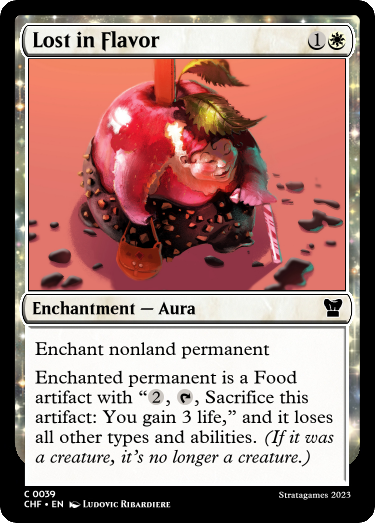 Lost in Flavor 1
Enchantment — Aura
Enchant nonland permanent
Enchanted permanent is a Food
artifact with “2, , Sacrifice this
artifact: You gain 3 life,” and it loses
all other types and abilities. (If it was
a creature, it’s no longer a creature.)
C 0039
Stratagames 2023
CHF • EN Ludovic Ribardiere